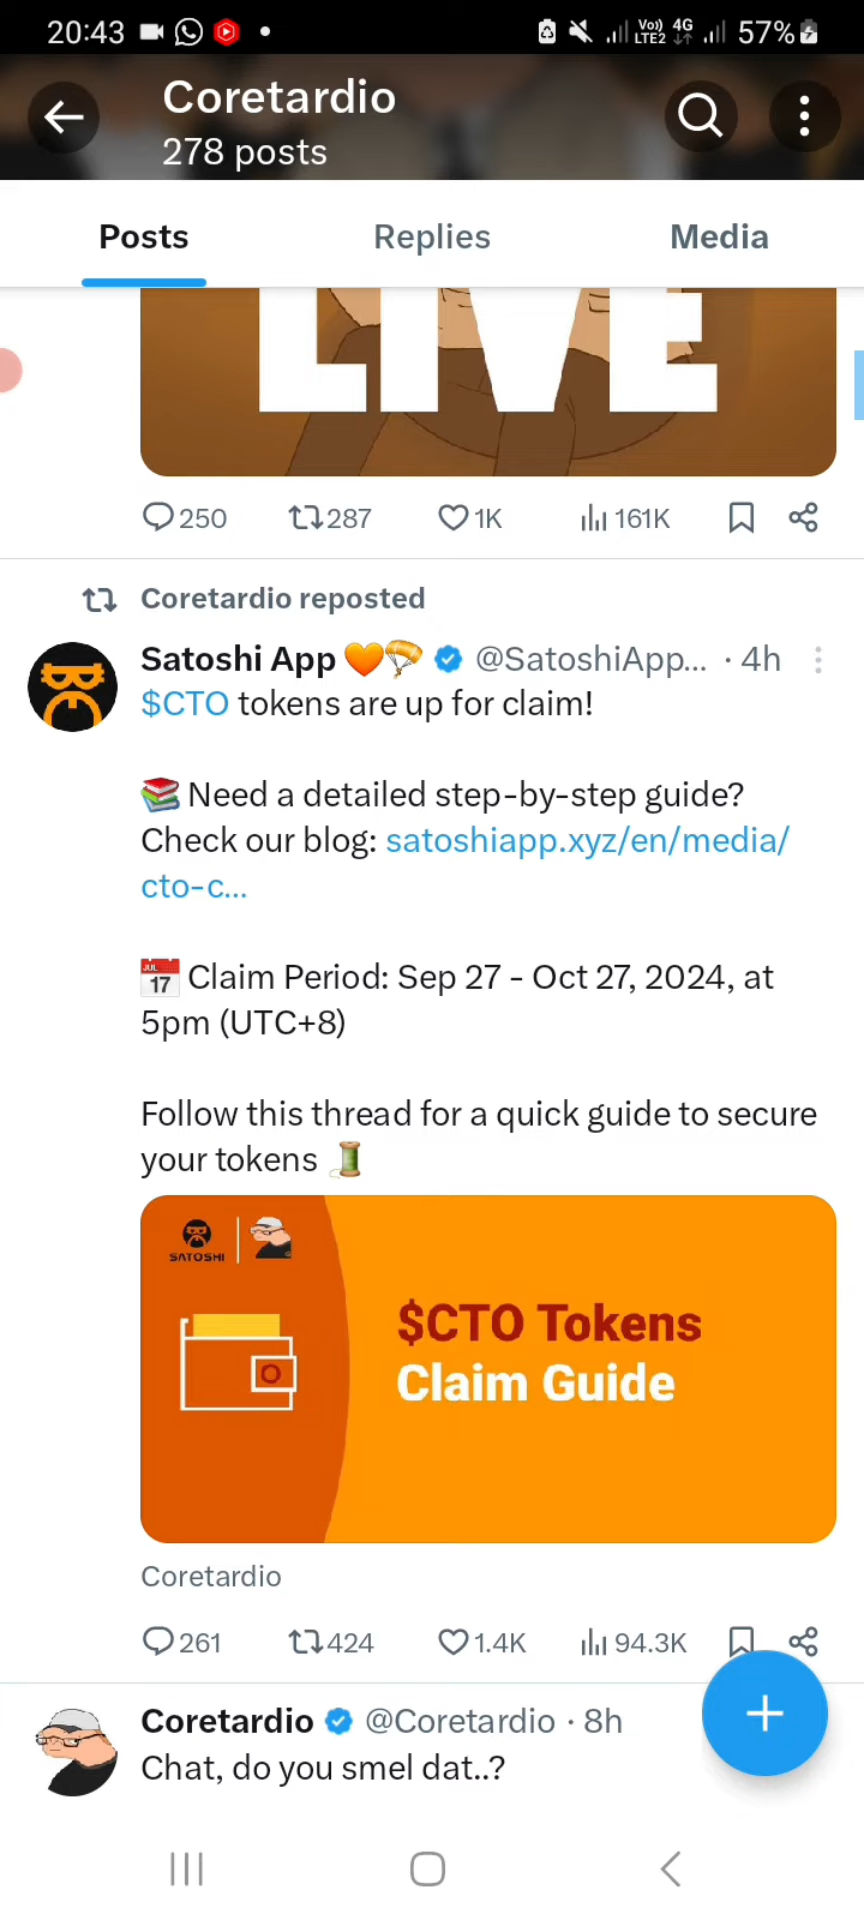 20:43
Vo)) LTE2 4G 57%
Coretardio
278 posts
Posts Replies Media
LIVE
250 287 1K 161K
Coretardio reposted
Satoshi App 🧡🪂 @SatoshiApp... · 4h
$CTO tokens are up for claim!
📚 Need a detailed step-by-step guide?
Check our blog: satoshiapp.xyz/en/media/
cto-c...
📅 Claim Period: Sep 27 - Oct 27, 2024, at
5pm (UTC+8)
Follow this thread for a quick guide to secure
your tokens 🧵
SATOSHI
$CTO Tokens
Claim Guide
Coretardio
261 424 1.4K 94.3K
Coretardio @Coretardio · 8h
Chat, do you smel dat..?